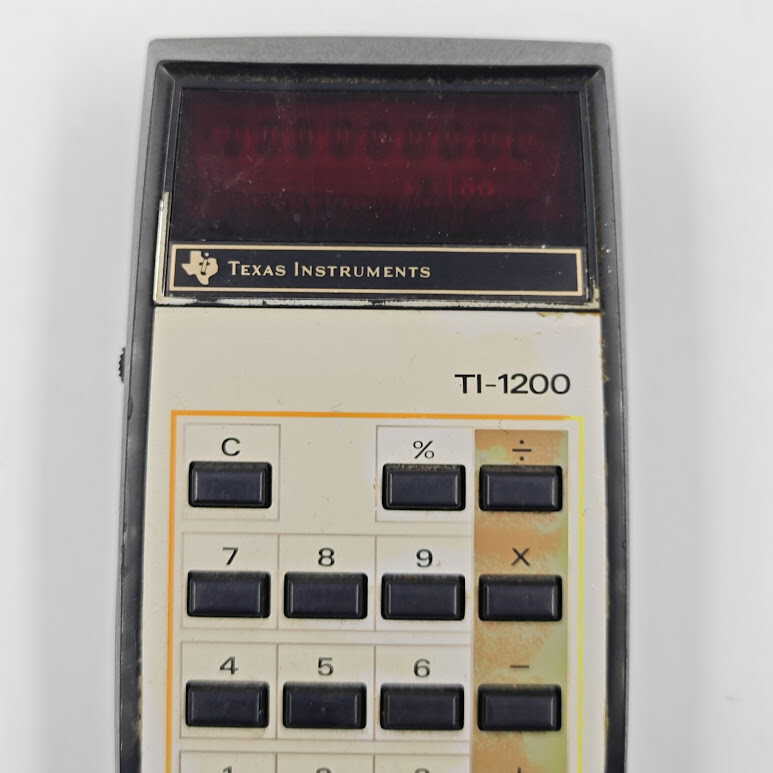 TEXAS INSTRUMENTS
TI-1200
C % ÷
7 8 9 X
4 5 6 −